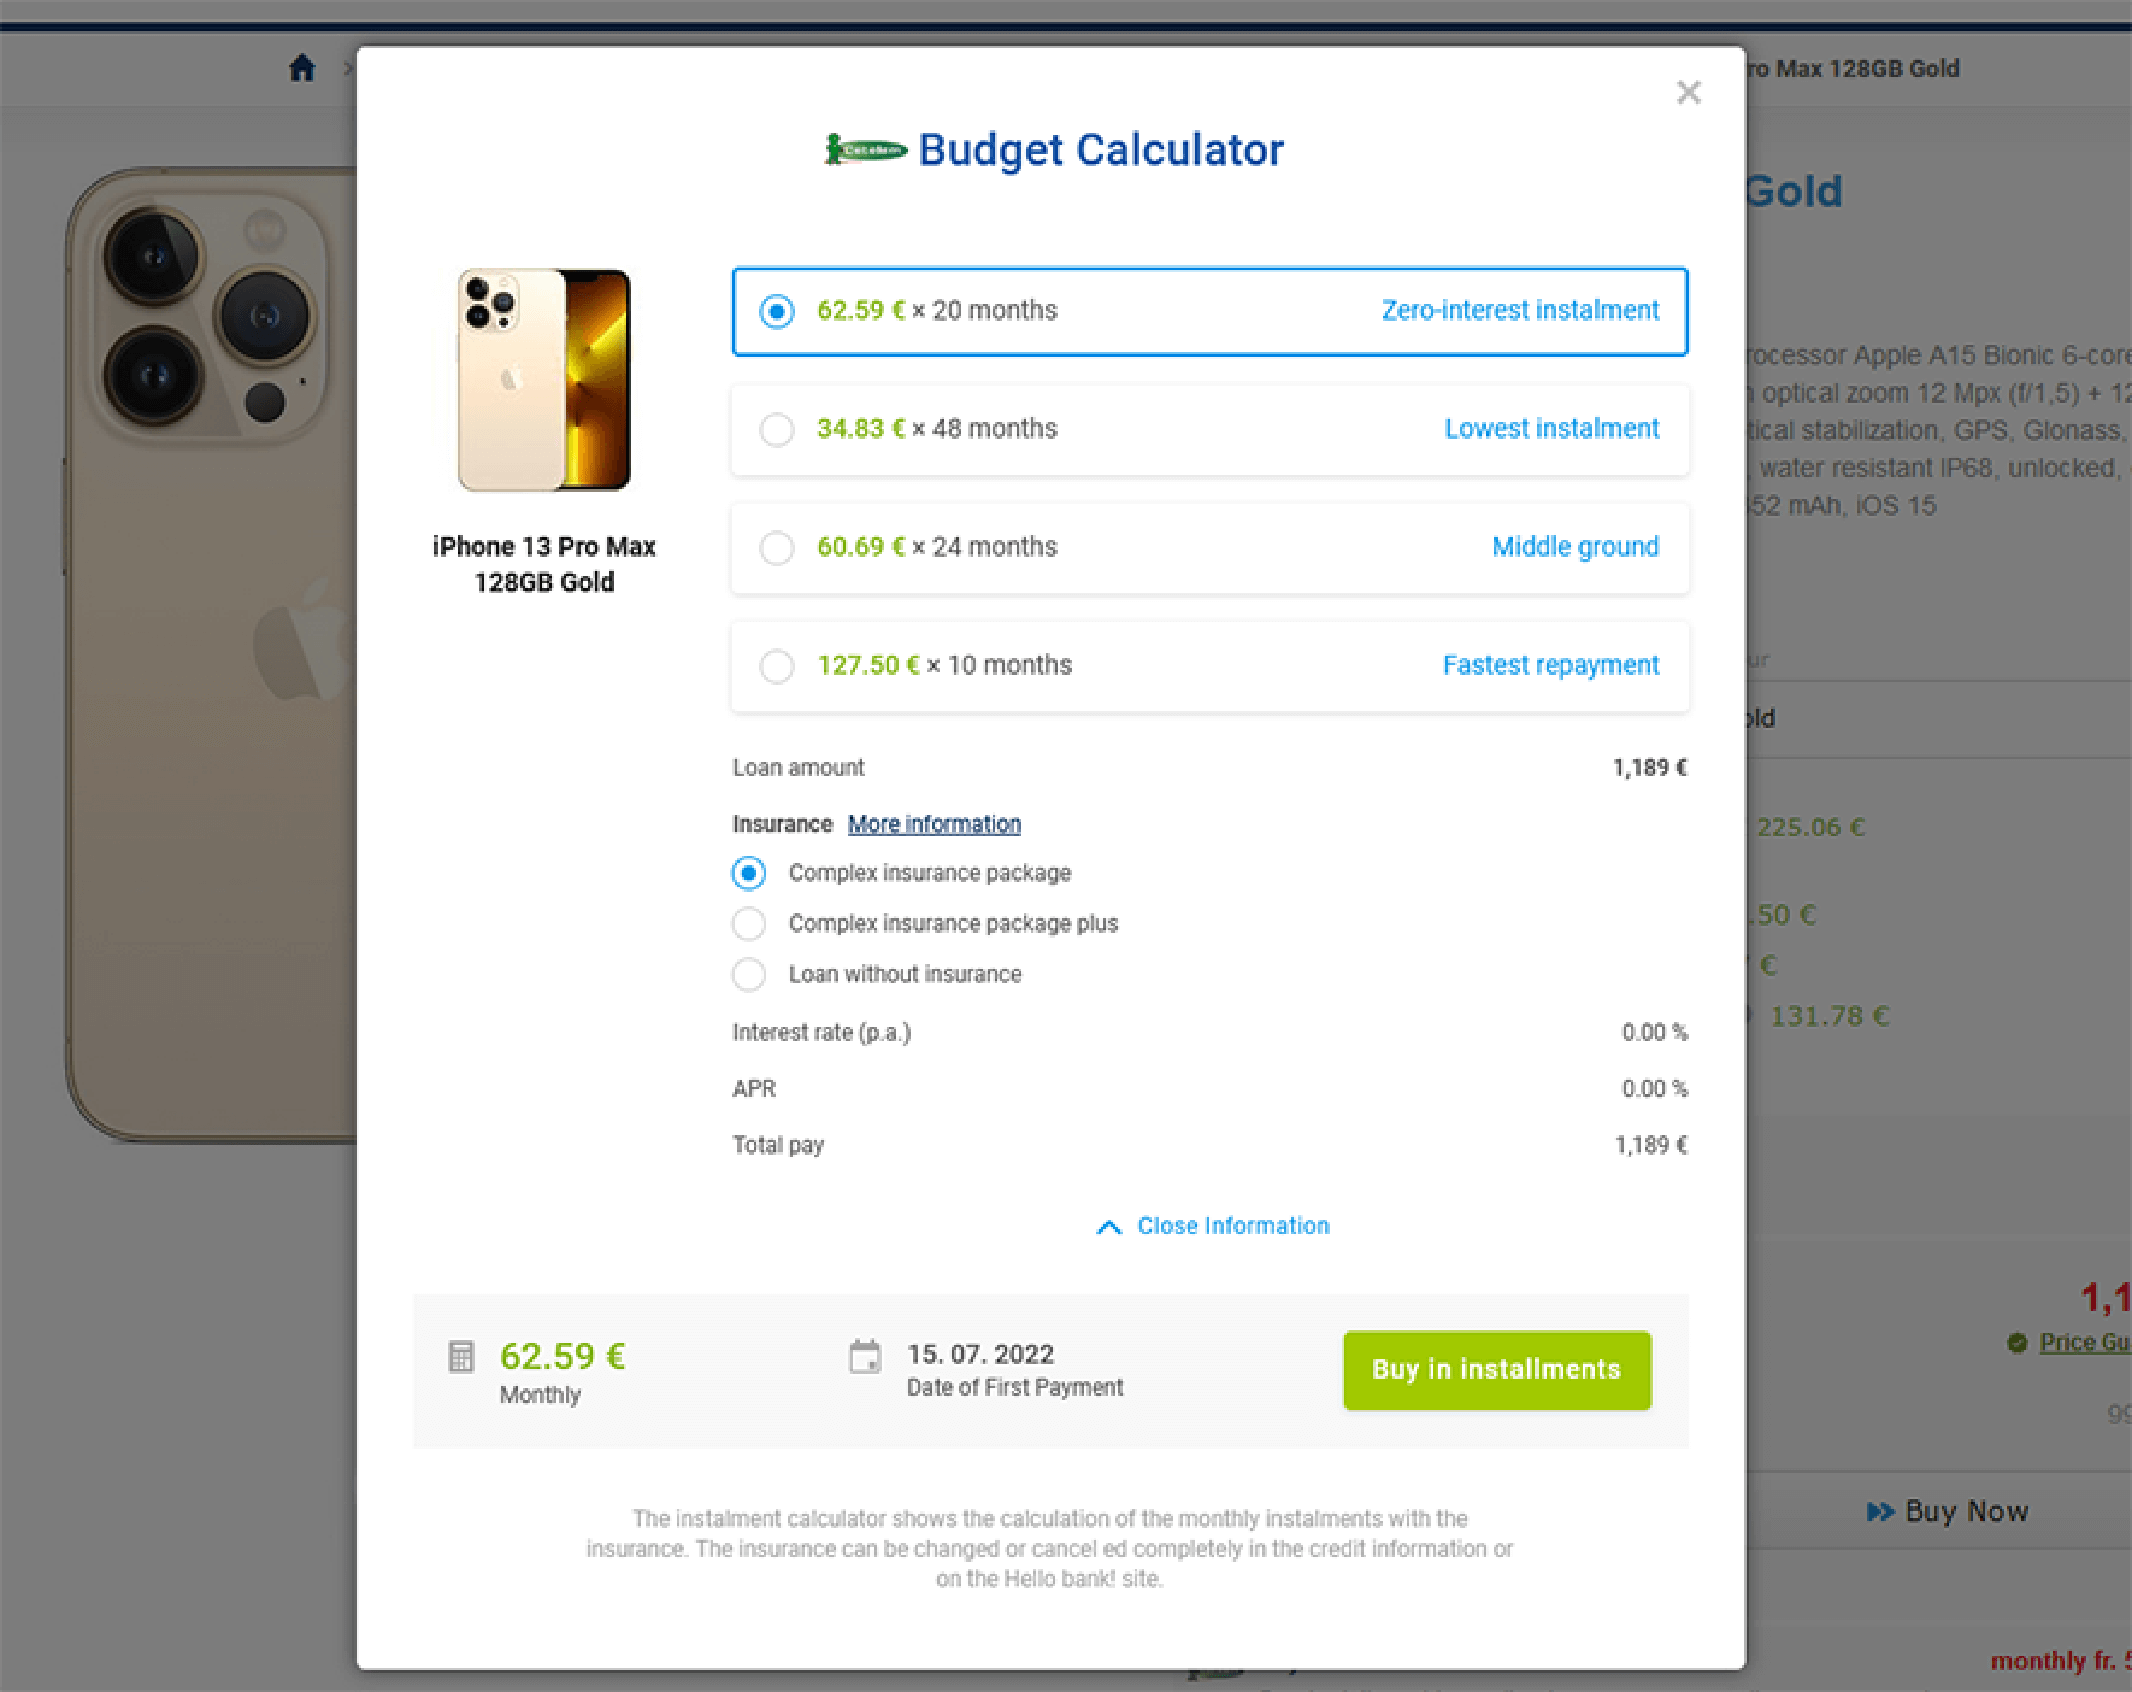 ro Max 128GB Gold
Budget Calculator
Gold
62.59 € × 20 months Zero-interest instalment
34.83 € × 48 months Lowest instalment
60.69 € × 24 months Middle ground
127.50 € × 10 months Fastest repayment
iPhone 13 Pro Max
128GB Gold
Loan amount 1,189 €
Insurance More information
Complex insurance package
Complex insurance package plus
Loan without insurance
Interest rate (p.a.) 0.00 %
APR 0.00 %
Total pay 1,189 €
Close Information
62.59 €
Monthly
15. 07. 2022
Date of First Payment
Buy in installments
The instalment calculator shows the calculation of the monthly instalments with the
insurance. The insurance can be changed or cancel ed completely in the credit information or
on the Hello bank! site.
rocessor Apple A15 Bionic 6-core
optical zoom 12 Mpx (f/1,5) + 12
tical stabilization, GPS, Glonass,
, water resistant IP68, unlocked,
352 mAh, iOS 15
ur
old
225.06 €
.50 €
€
131.78 €
1,1
Price Gu
99
Buy Now
monthly fr. 5